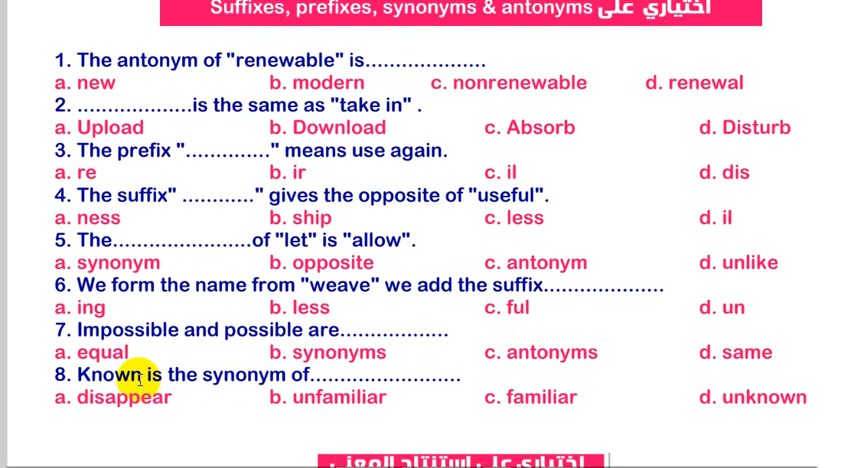 Suffixes, prefixes, synonyms & antonyms اختياري على
1. The antonym of "renewable" is.....................
a. new b. modern c. nonrenewable d. renewal
2. ....................is the same as "take in" .
a. Upload b. Download c. Absorb d. Disturb
3. The prefix ".............." means use again.
a. re b. ir c. il d. dis
4. The suffix" ............" gives the opposite of "useful".
a. ness b. ship c. less d. il
5. The........................of "let" is "allow".
a. synonym b. opposite c. antonym d. unlike
6. We form the name from "weave" we add the suffix.....................
a. ing b. less c. ful d. un
7. Impossible and possible are...................
a. equal b. synonyms c. antonyms d. same
8. Known is the synonym of..........................
a. disappear b. unfamiliar c. familiar d. unknown
اختياري على استنتاج المعنى